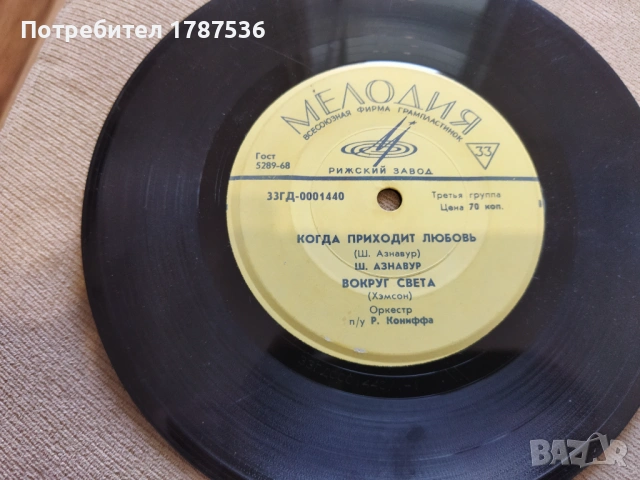 Потребител 1787536
МЕЛОДИЯ
ВСЕСОЮЗНАЯ ФИРМА ГРАМПЛАСТИНОК
33
Гост
5289-68
РИЖСКИЙ ЗАВОД
33ГД-0001440
Третья группа
Цена 70 коп.
КОГДА ПРИХОДИТ ЛЮБОВЬ
(Ш. Азнавур)
Ш. АЗНАВУР
ВОКРУГ СВЕТА
(Хэмсон)
Оркестр
п/у Р. Кониффа
BAZAR